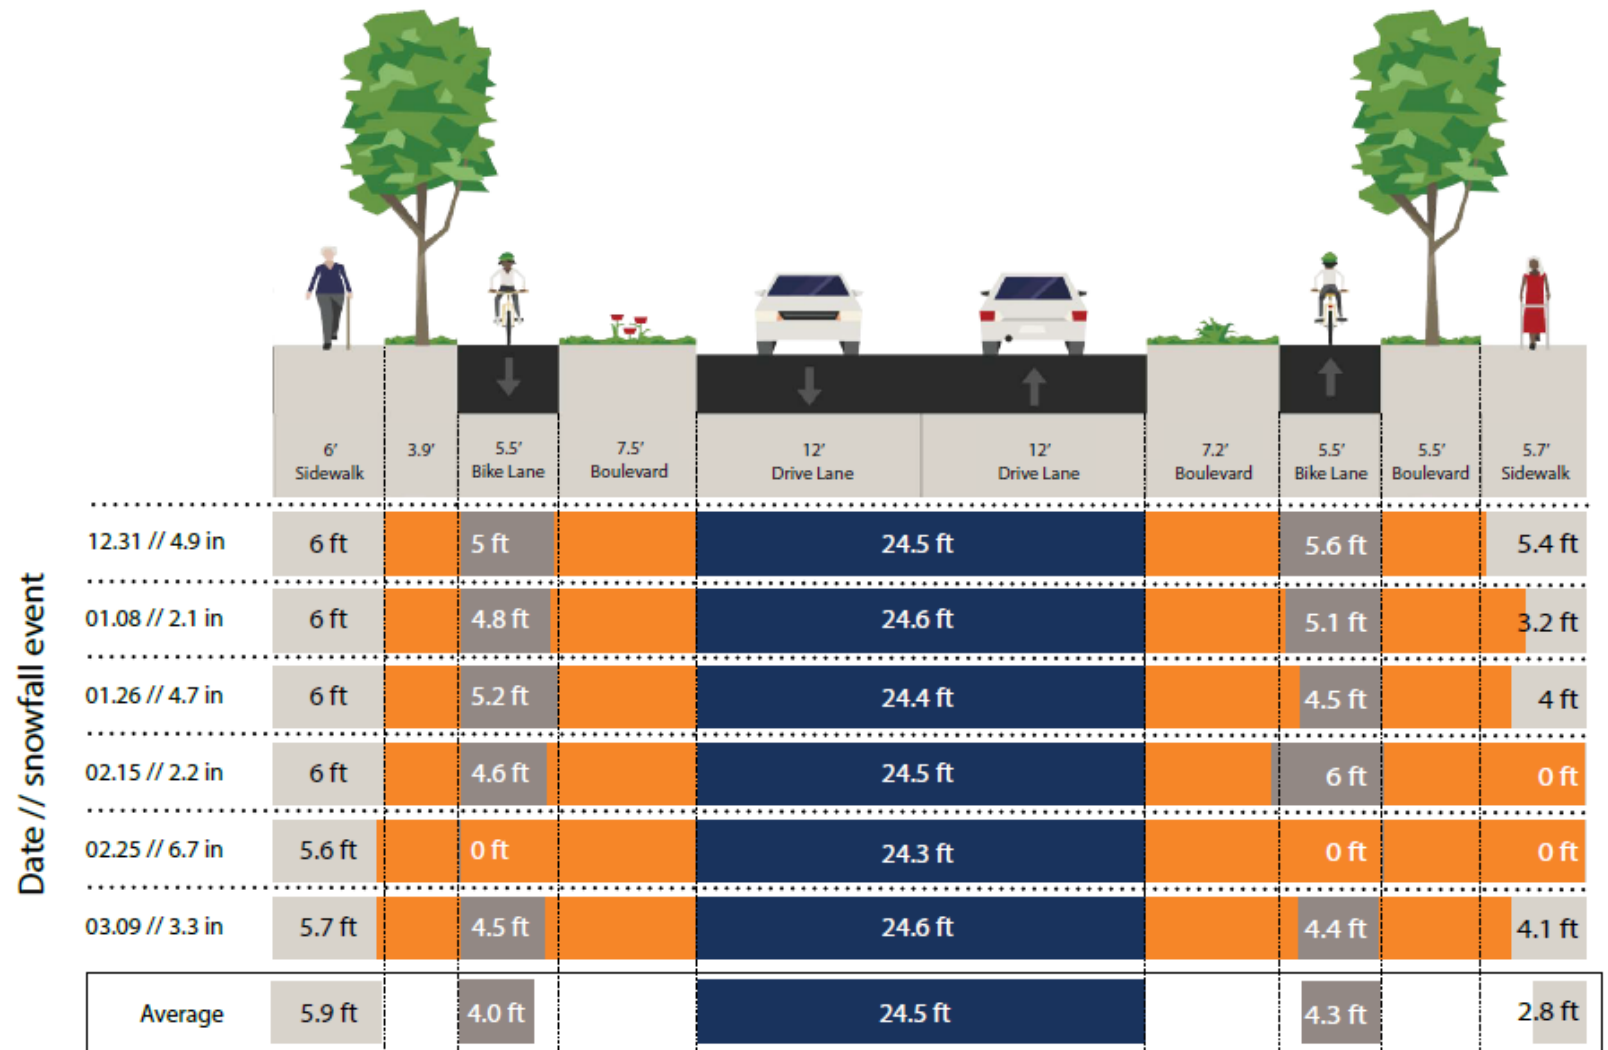 6' 3.9' 5.5' 7.5' 12' 12' 7.2' 5.5' 5.5' 5.7'
Sidewalk Bike Lane Boulevard Drive Lane Drive Lane Boulevard Bike Lane Boulevard Sidewalk
Date // snowfall event
12.31 // 4.9 in 6 ft 5 ft 24.5 ft 5.6 ft 5.4 ft
01.08 // 2.1 in 6 ft 4.8 ft 24.6 ft 5.1 ft 3.2 ft
01.26 // 4.7 in 6 ft 5.2 ft 24.4 ft 4.5 ft 4 ft
02.15 // 2.2 in 6 ft 4.6 ft 24.5 ft 6 ft 0 ft
02.25 // 6.7 in 5.6 ft 0 ft 24.3 ft 0 ft 0 ft
03.09 // 3.3 in 5.7 ft 4.5 ft 24.6 ft 4.4 ft 4.1 ft
Average 5.9 ft 4.0 ft 24.5 ft 4.3 ft 2.8 ft